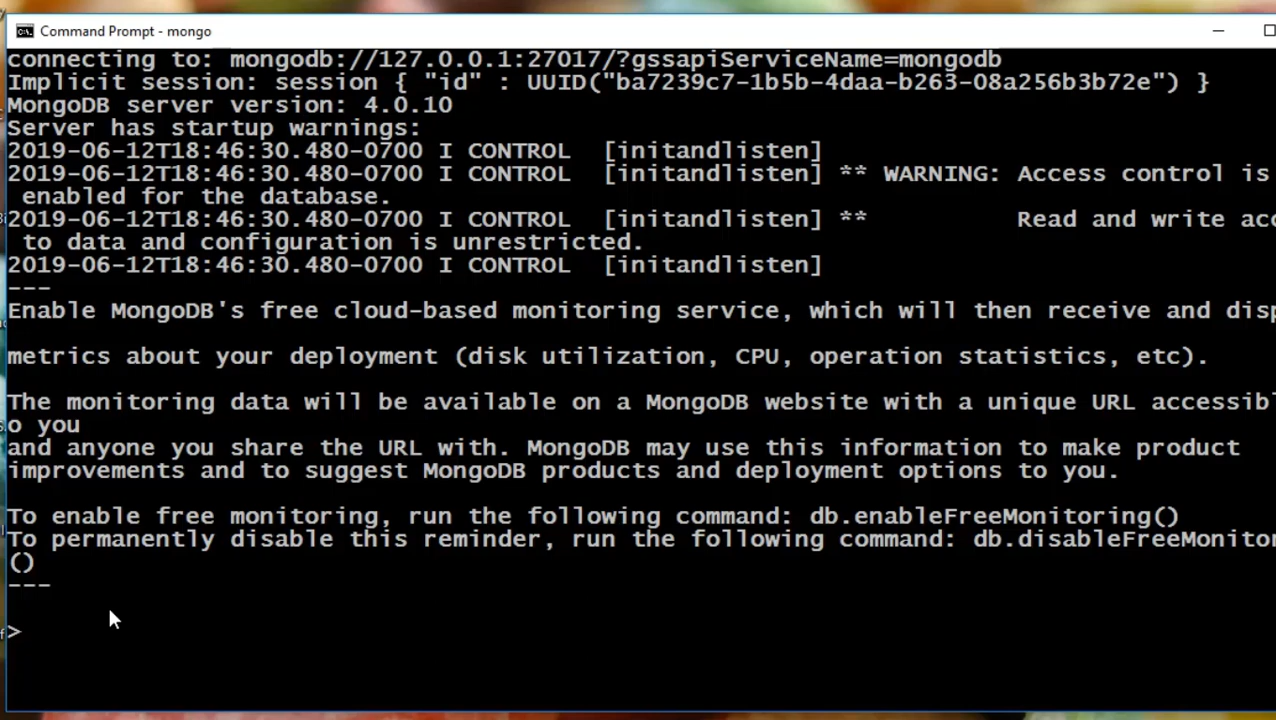 Command Prompt - mongo
connecting to: mongodb://127.0.0.1:27017/?gssapiServiceName=mongodb
Implicit session: session { "id" : UUID("ba7239c7-1b5b-4daa-b263-08a256b3b72e") }
MongoDB server version: 4.0.10
Server has startup warnings:
2019-06-12T18:46:30.480-0700 I CONTROL  [initandlisten]
2019-06-12T18:46:30.480-0700 I CONTROL  [initandlisten] ** WARNING: Access control is
enabled for the database.
2019-06-12T18:46:30.480-0700 I CONTROL  [initandlisten] **          Read and write acc
to data and configuration is unrestricted.
2019-06-12T18:46:30.480-0700 I CONTROL  [initandlisten]
---
Enable MongoDB's free cloud-based monitoring service, which will then receive and disp
metrics about your deployment (disk utilization, CPU, operation statistics, etc).
The monitoring data will be available on a MongoDB website with a unique URL accessibl
o you
and anyone you share the URL with. MongoDB may use this information to make product
improvements and to suggest MongoDB products and deployment options to you.
To enable free monitoring, run the following command: db.enableFreeMonitoring()
To permanently disable this reminder, run the following command: db.disableFreeMonitor
()
---
>